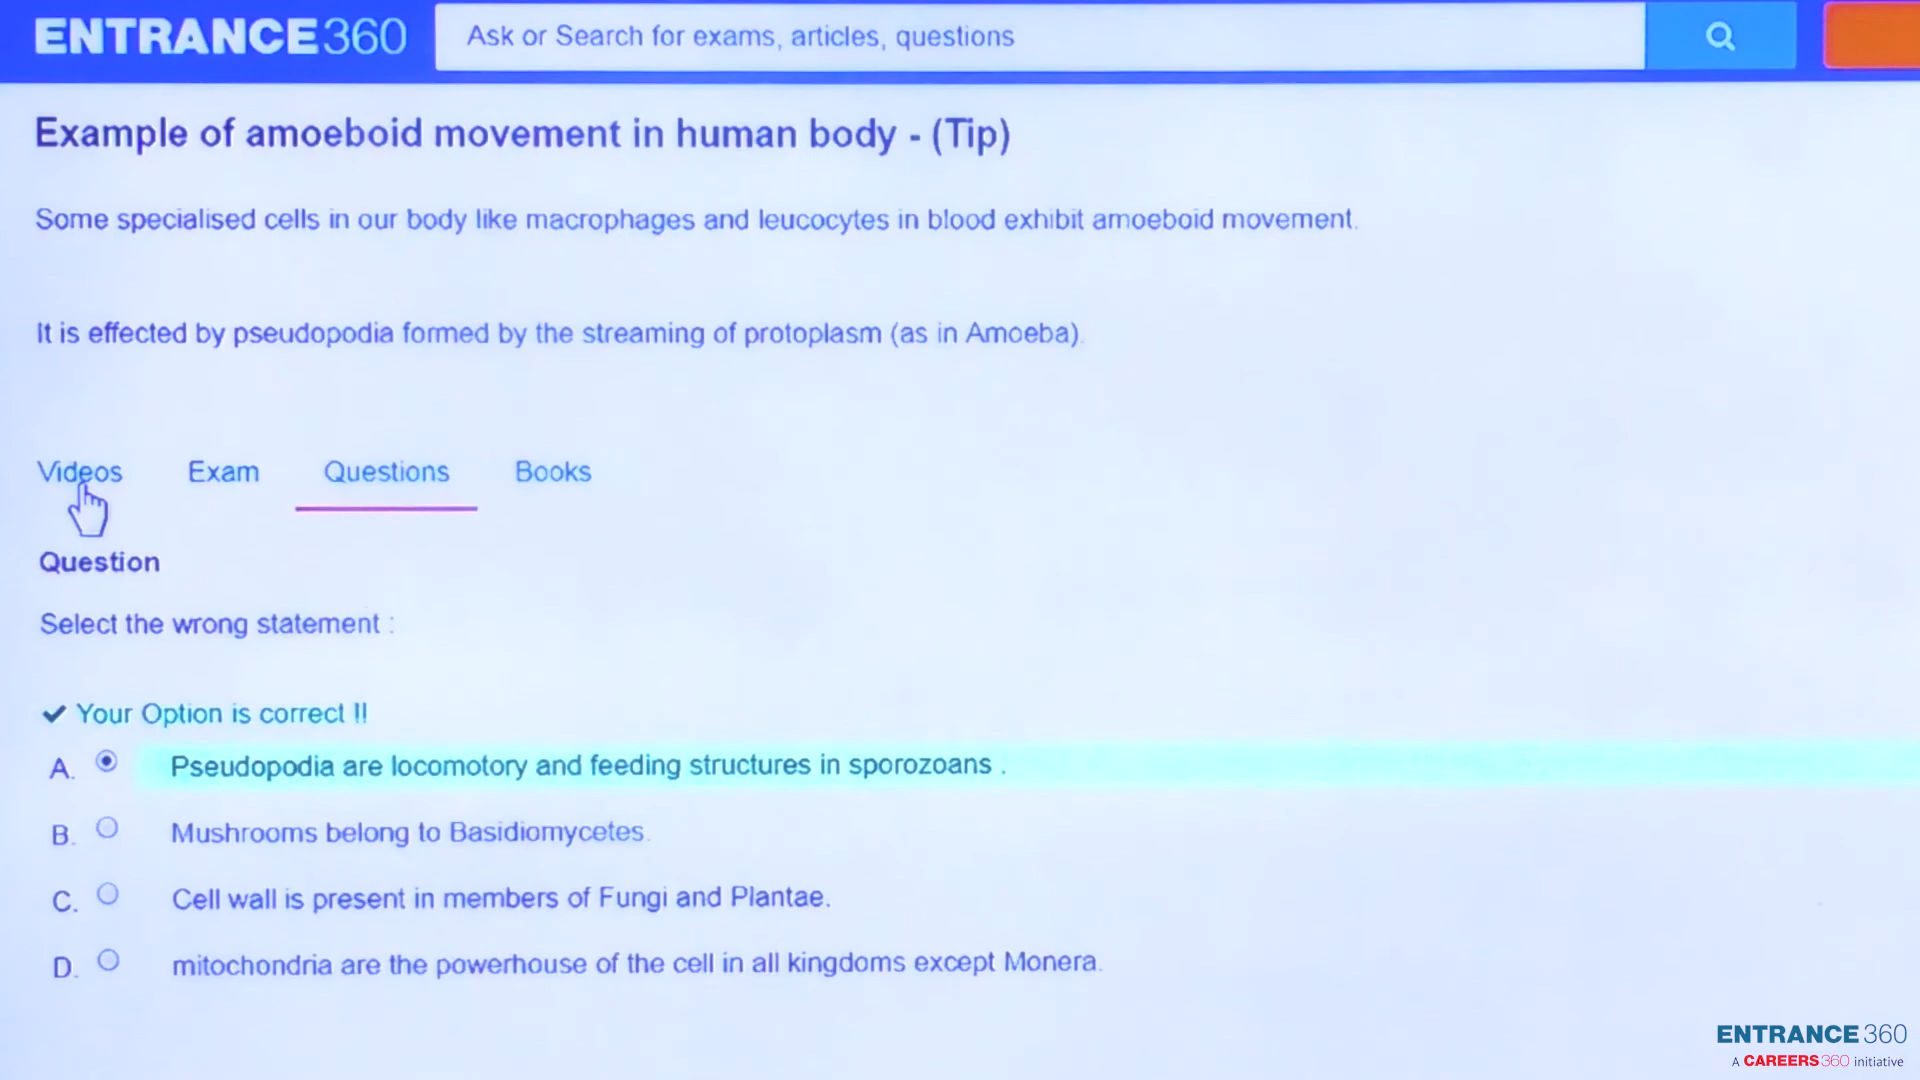 ENTRANCE360
Ask or Search for exams, articles, questions
Example of amoeboid movement in human body - (Tip)
Some specialised cells in our body like macrophages and leucocytes in blood exhibit amoeboid movement.
It is effected by pseudopodia formed by the streaming of protoplasm (as in Amoeba).
Videos Exam Questions Books
Question
Select the wrong statement :
✔ Your Option is correct !!
A. Pseudopodia are locomotory and feeding structures in sporozoans .
B. Mushrooms belong to Basidiomycetes.
C. Cell wall is present in members of Fungi and Plantae.
D. mitochondria are the powerhouse of the cell in all kingdoms except Monera.
ENTRANCE360
A CAREERS360 initiative